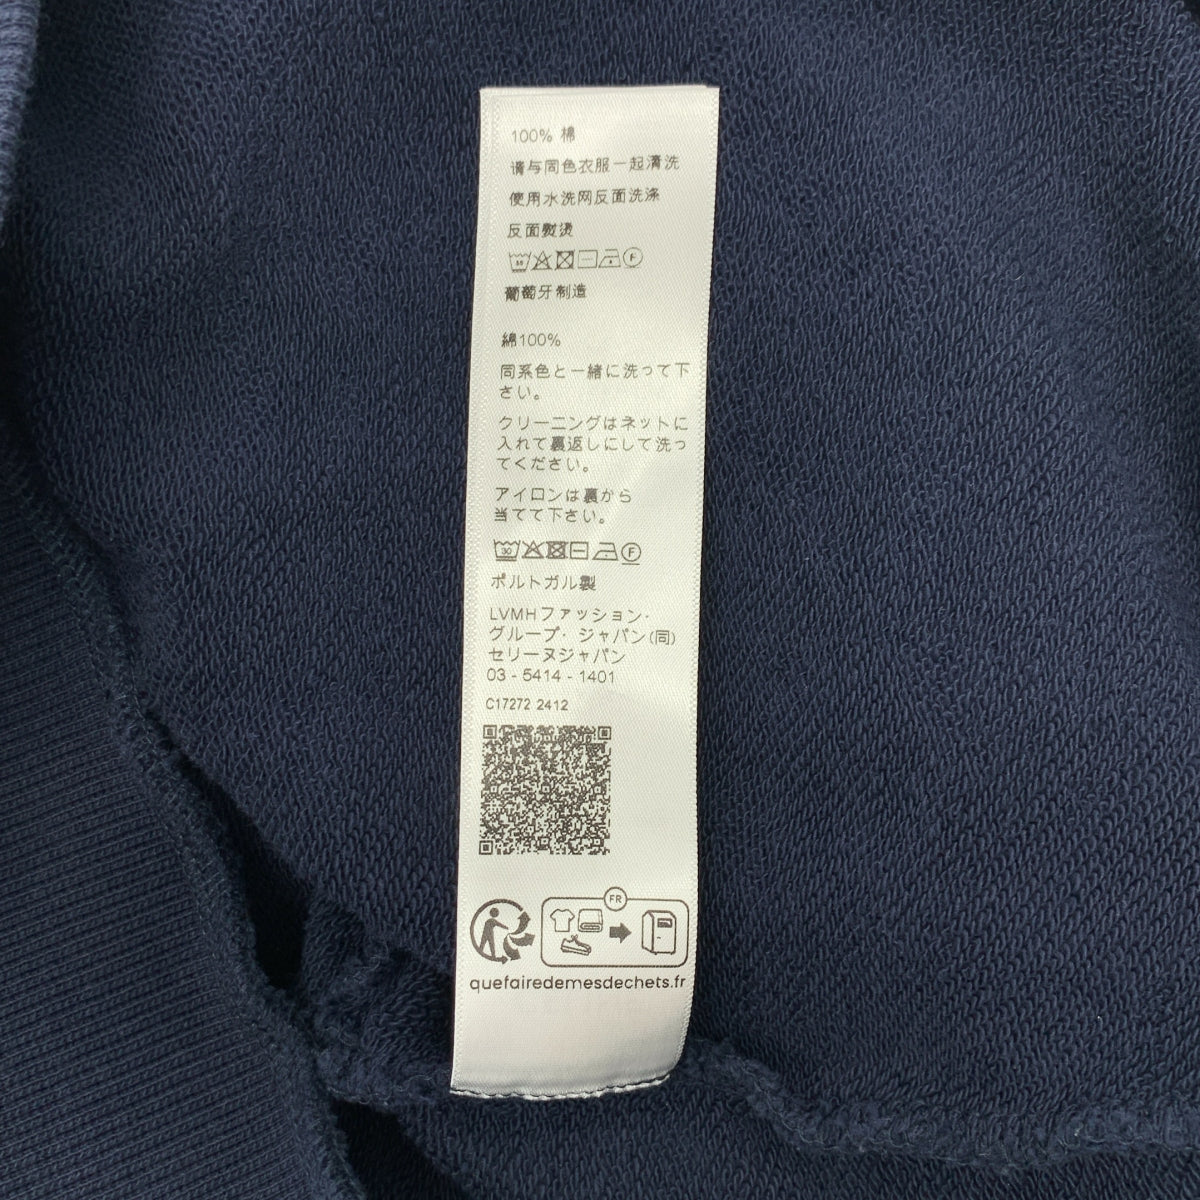 100% 棉
请与同色衣服一起清洗
使用水洗网反面洗涤
反面熨烫
30
F
葡萄牙制造
綿100%
同系色と一緒に洗って下
さい。
クリーニングはネットに
入れて裏返しにして洗っ
てください。
アイロンは裏から
当てて下さい。
30
F
ポルトガル製
LVMHファッション・
グループ・ジャパン(同)
セリーヌジャパン
03 - 5414 - 1401
C17272 2412
FR
quefairedemesdechets.fr